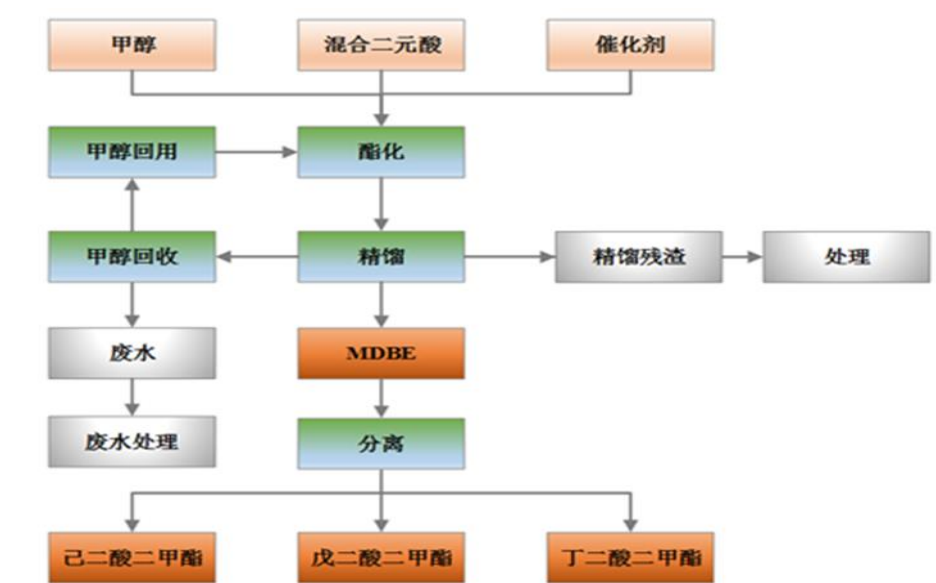 甲醇
混合二元酸
催化剂
甲醇回用
酯化
甲醇回收
精馏
精馏残渣
处理
废水
MDBE
废水处理
分离
己二酸二甲酯
戊二酸二甲酯
丁二酸二甲酯